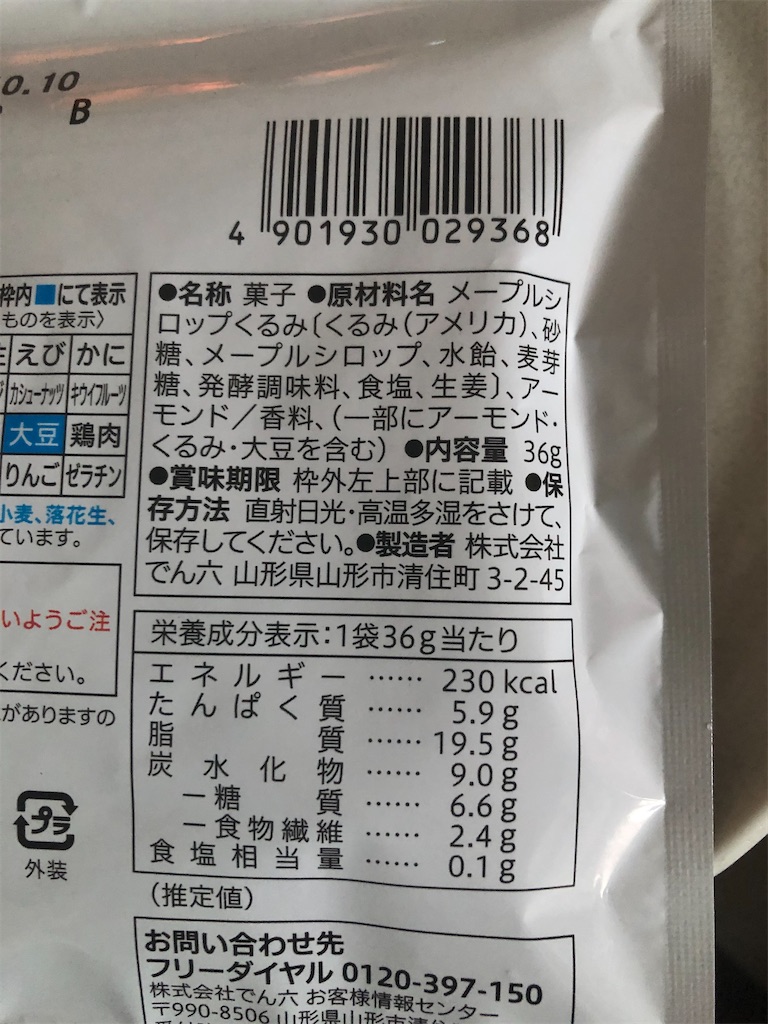 0.10
B
4 901930 029368
枠内■にて表示
ものを表示〉
えび かに
カシューナッツ キウイフルーツ
大豆 鶏肉
りんご ゼラチン
小麦、落花生、
ています。
いようご注
ください。
がありますの
プラ
外装
●名称 菓子 ●原材料名 メープルシ
ロップくるみ〔くるみ(アメリカ)、砂
糖、メープルシロップ、水飴、麦芽
糖、発酵調味料、食塩、生姜〕、アー
モンド/香料、(一部にアーモンド・
くるみ・大豆を含む) ●内容量 36g
●賞味期限 枠外左上部に記載 ●保
存方法 直射日光・高温多湿をさけて、
保存してください。●製造者 株式会社
でん六 山形県山形市清住町 3-2-45
栄養成分表示:1袋36g当たり
エネルギー …… 230 kcal
たんぱく質 …… 5.9 g
脂質 …… 19.5 g
炭水化物 …… 9.0 g
ー糖質 …… 6.6 g
ー食物繊維 …… 2.4 g
食塩相当量 …… 0.1 g
(推定値)
お問い合わせ先
フリーダイヤル 0120-397-150
株式会社でん六 お客様情報センター
〒990-8506 山形県山形市清住